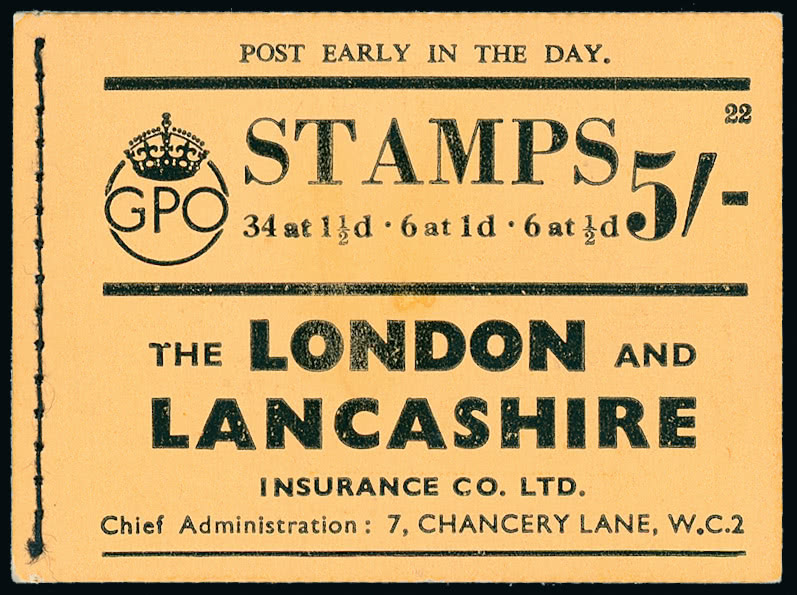 POST EARLY IN THE DAY.
22
STAMPS 5/-
GPO
34 at 1½d · 6 at 1d · 6 at ½d
THE LONDON AND
LANCASHIRE
INSURANCE CO. LTD.
Chief Administration: 7, CHANCERY LANE, W.C.2